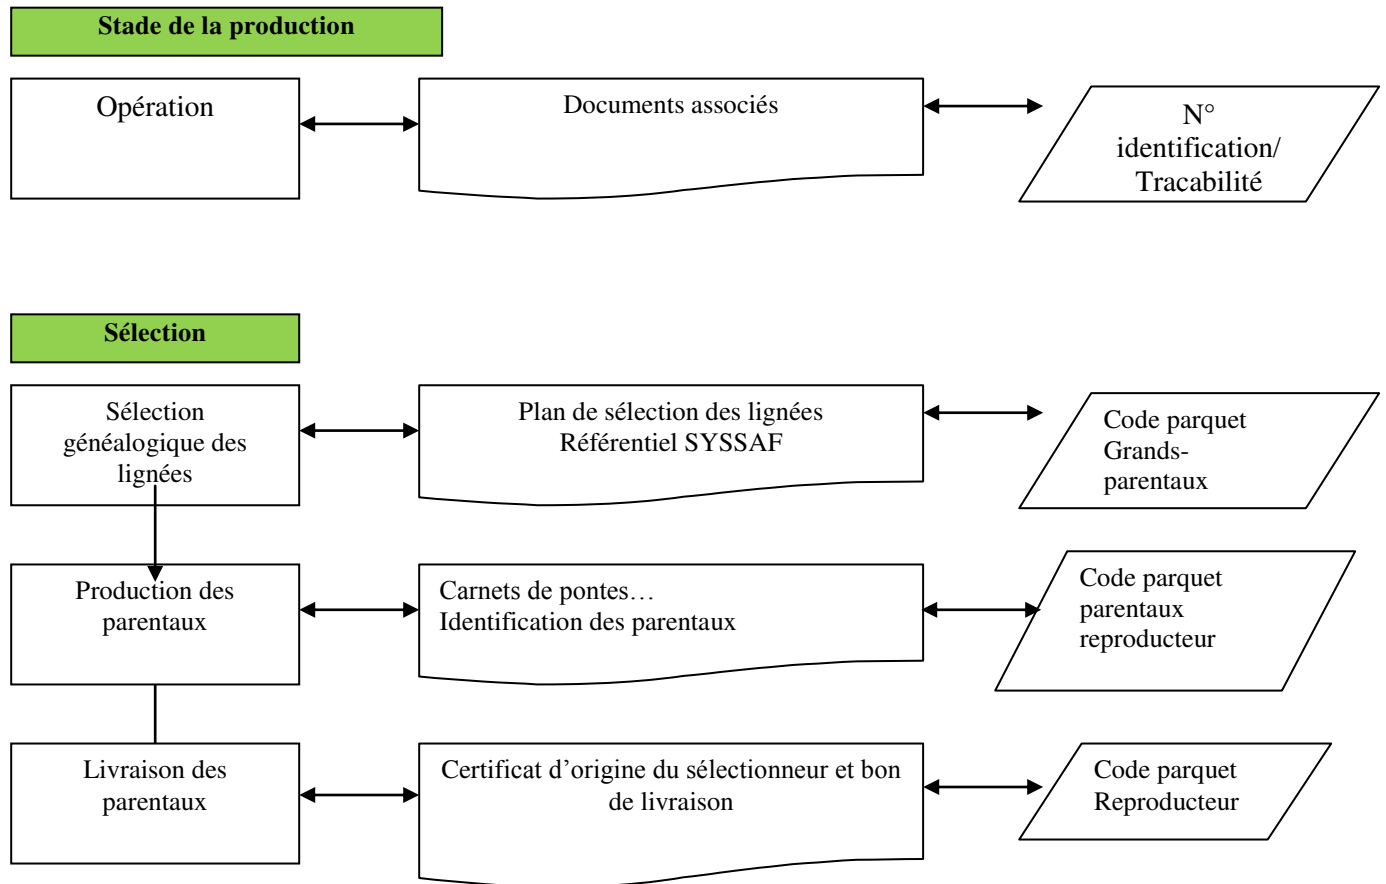 Stade de la production
Opération
Documents associés
N°
identification/
Tracabilité
Sélection
Sélection
généalogique des
lignées
Plan de sélection des lignées
Référentiel SYSSAF
Code parquet
Grands-
parentaux
Production des
parentaux
Carnets de pontes…
Identification des parentaux
Code parquet
parentaux
reproducteur
Livraison des
parentaux
Certificat d’origine du sélectionneur et bon
de livraison
Code parquet
Reproducteur